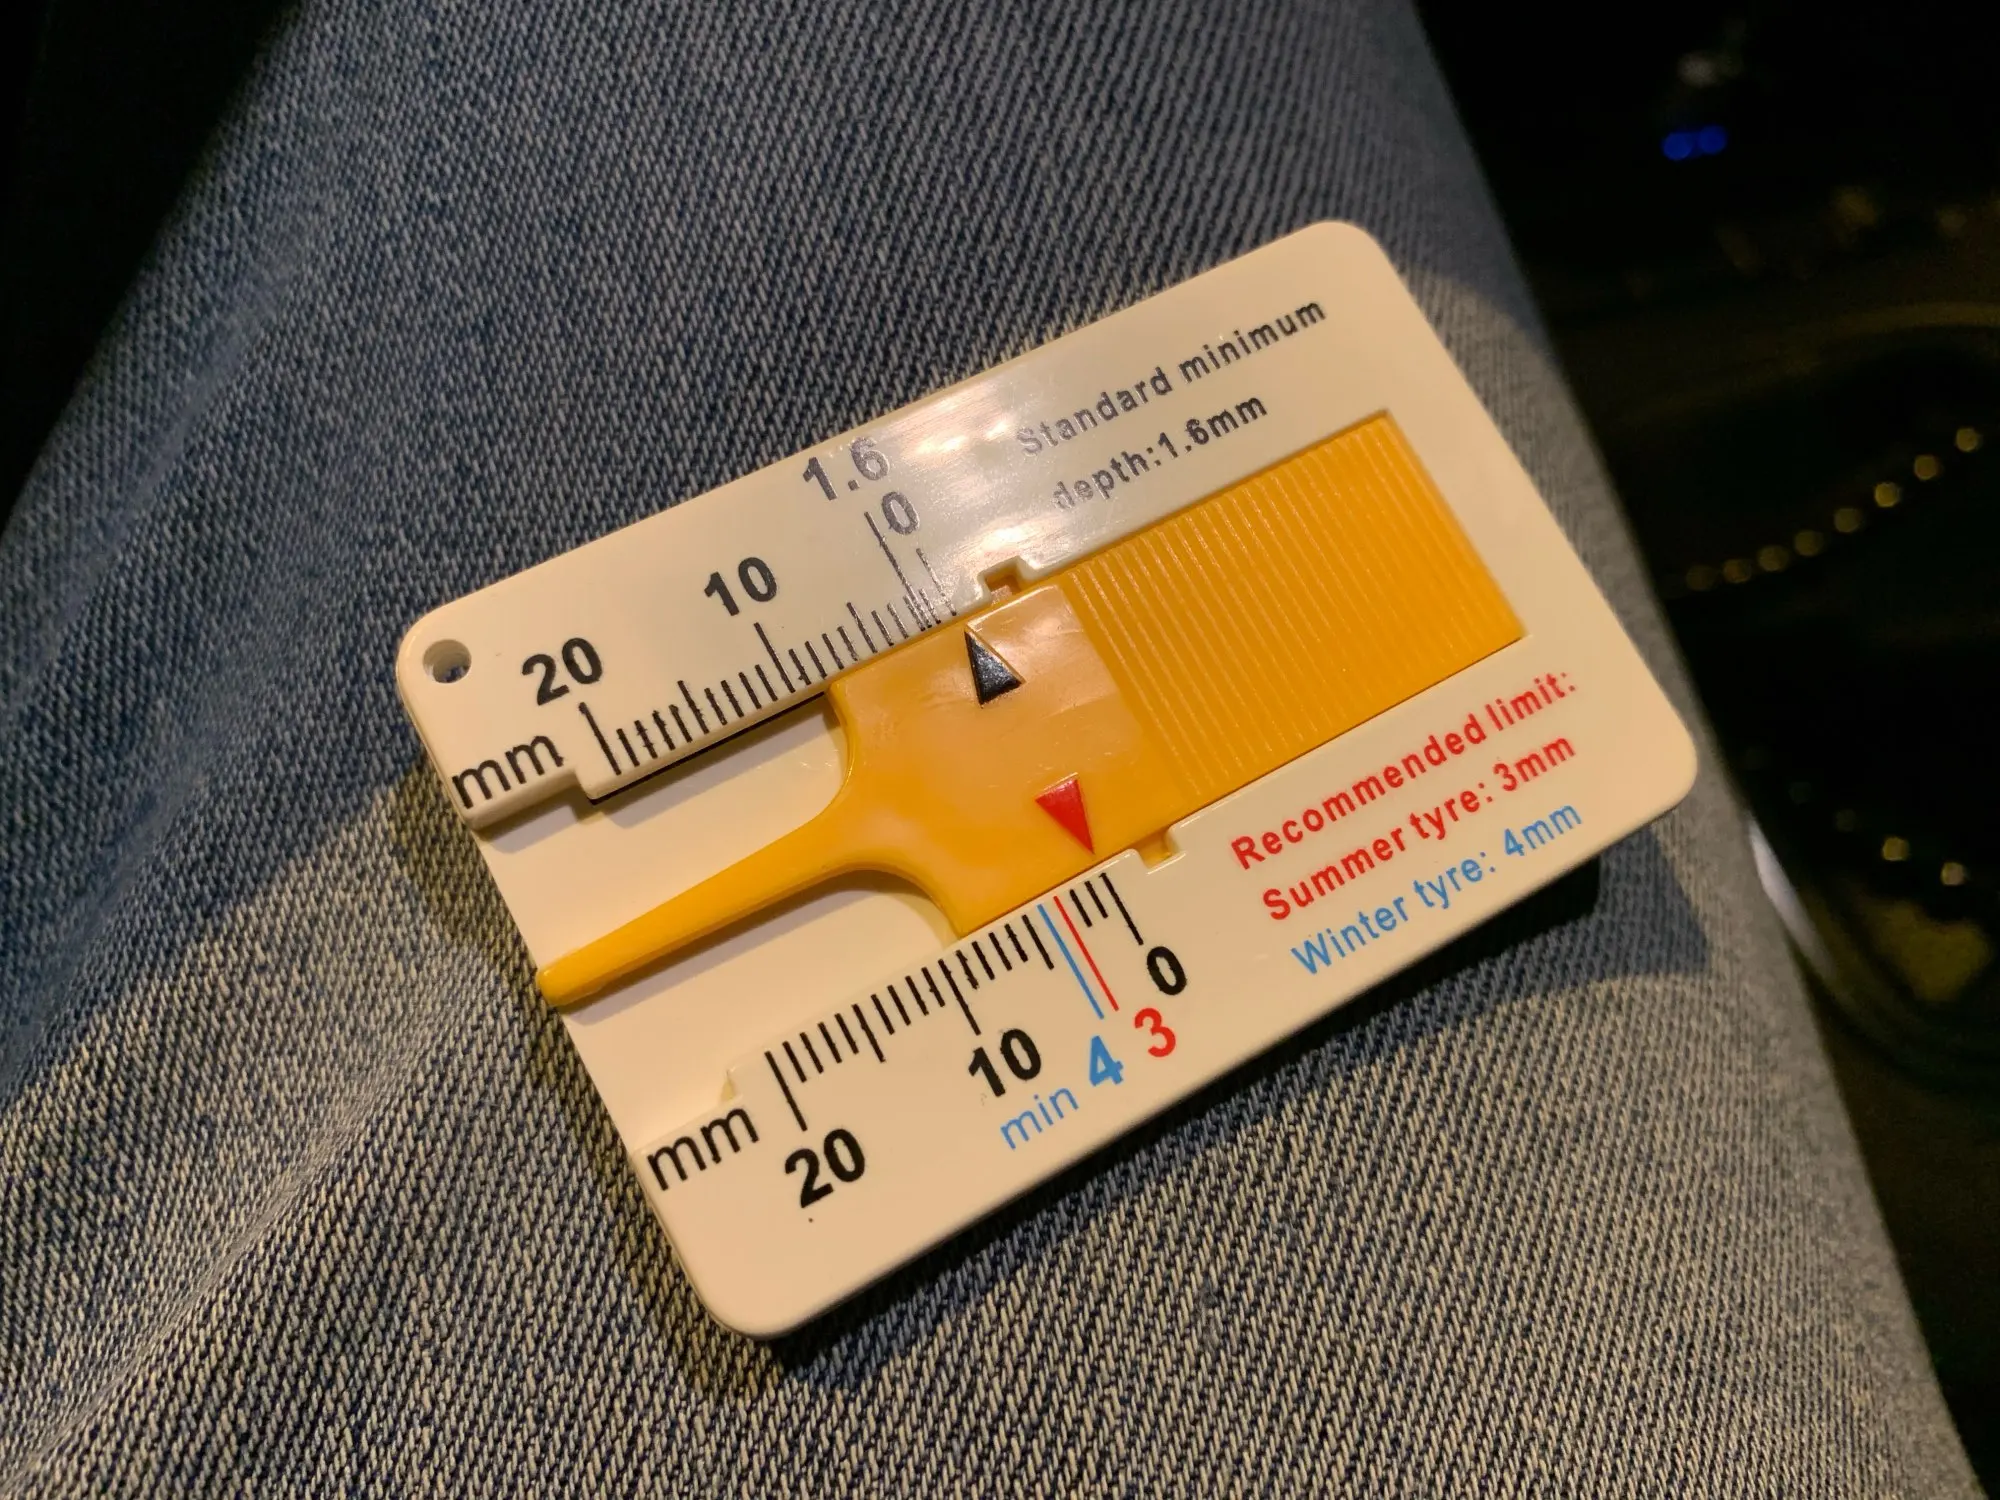 Standard minimum
depth:1.6mm
1.6
0
10
20
mm
Recommended limit:
Summer tyre: 3mm
Winter tyre: 4mm
0
3
min 4
10
20
mm